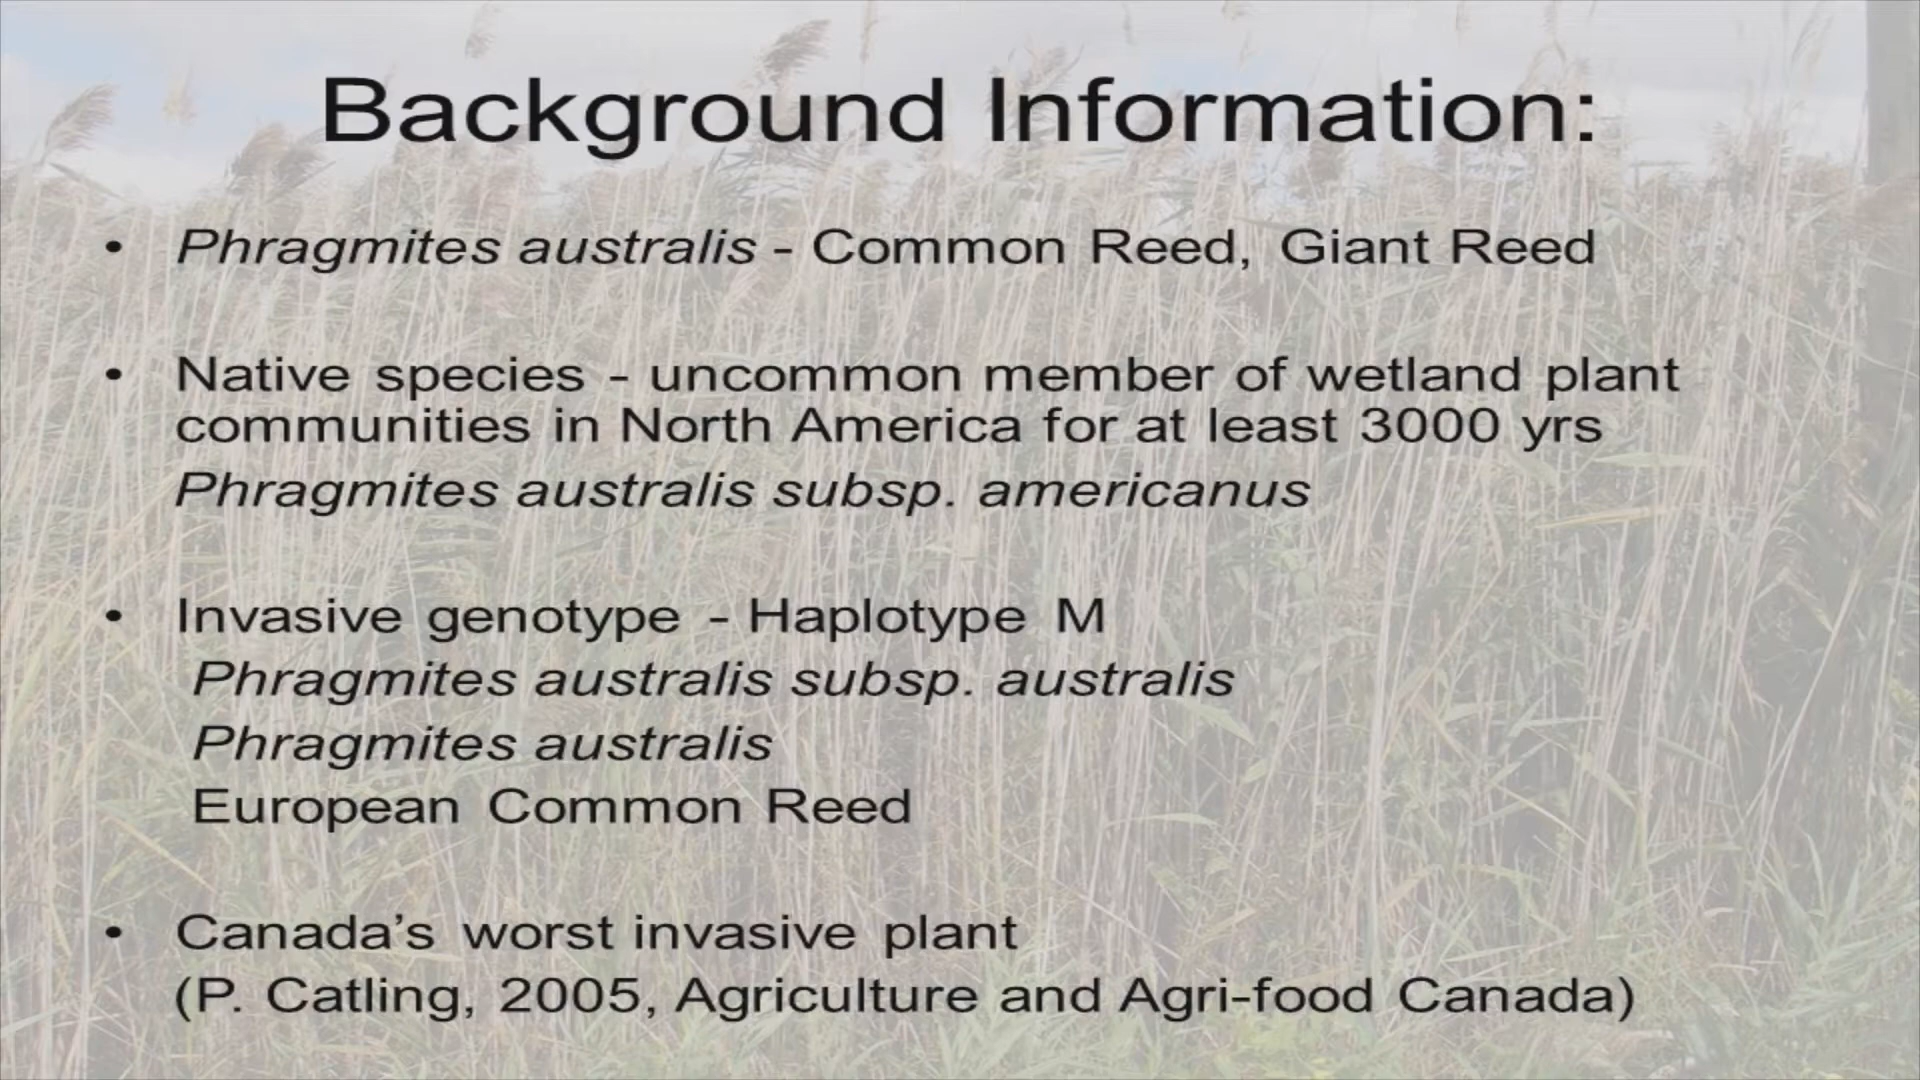 Background Information:
• Phragmites australis - Common Reed, Giant Reed
• Native species - uncommon member of wetland plant
communities in North America for at least 3000 yrs
Phragmites australis subsp. americanus
• Invasive genotype - Haplotype M
Phragmites australis subsp. australis
Phragmites australis
European Common Reed
• Canada’s worst invasive plant
(P. Catling, 2005, Agriculture and Agri-food Canada)